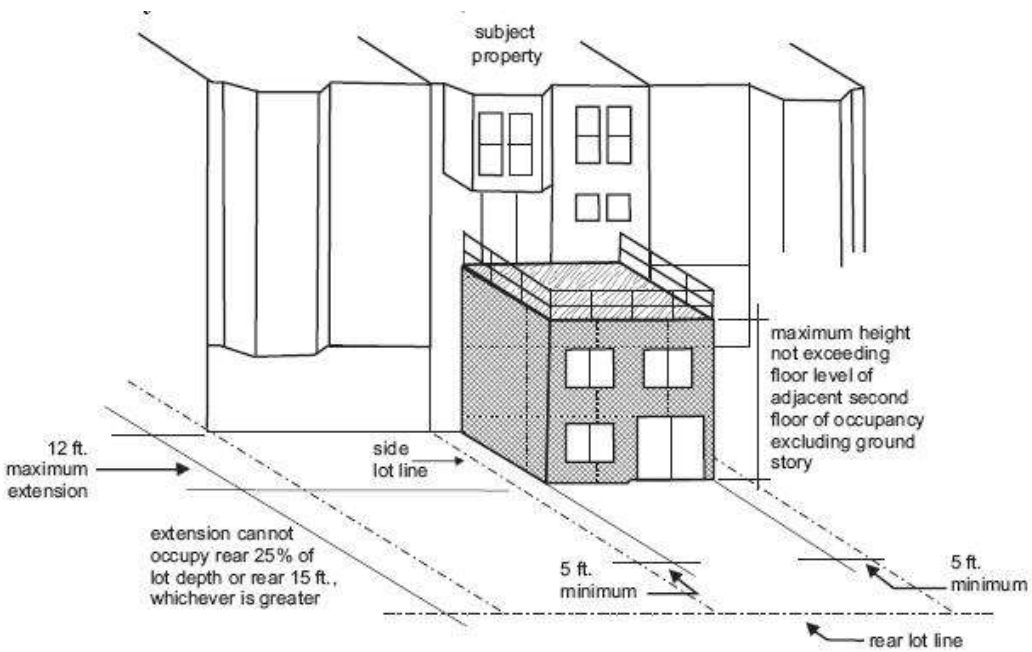 subject
property
maximum height
not exceeding
floor level of
adjacent second
floor of occupancy
excluding ground
story
12 ft.
maximum
extension
side
lot line
extension cannot
occupy rear 25% of
lot depth or rear 15 ft.,
whichever is greater
5 ft.
minimum
5 ft.
minimum
rear lot line